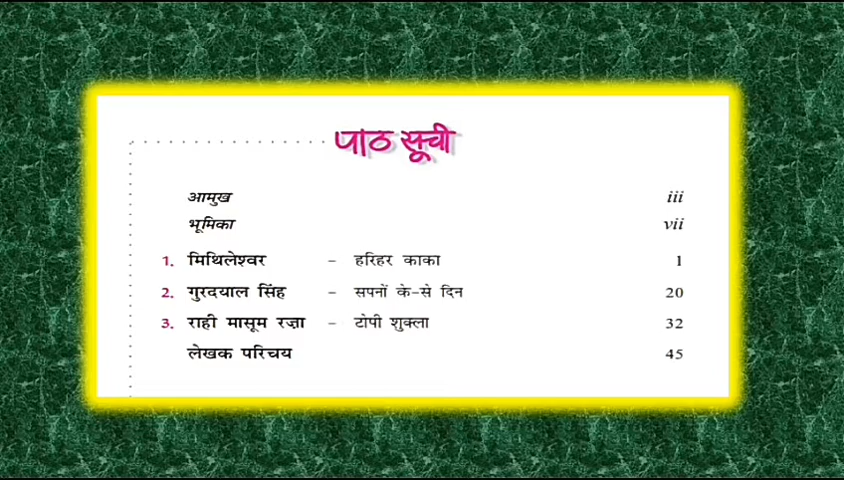 पाठ सूची
आमुख iii
भूमिका vii
1. मिथिलेश्वर – हरिहर काका 1
2. गुरदयाल सिंह – सपनों के-से दिन 20
3. राही मासूम रज़ा – टोपी शुक्ला 32
लेखक परिचय 45